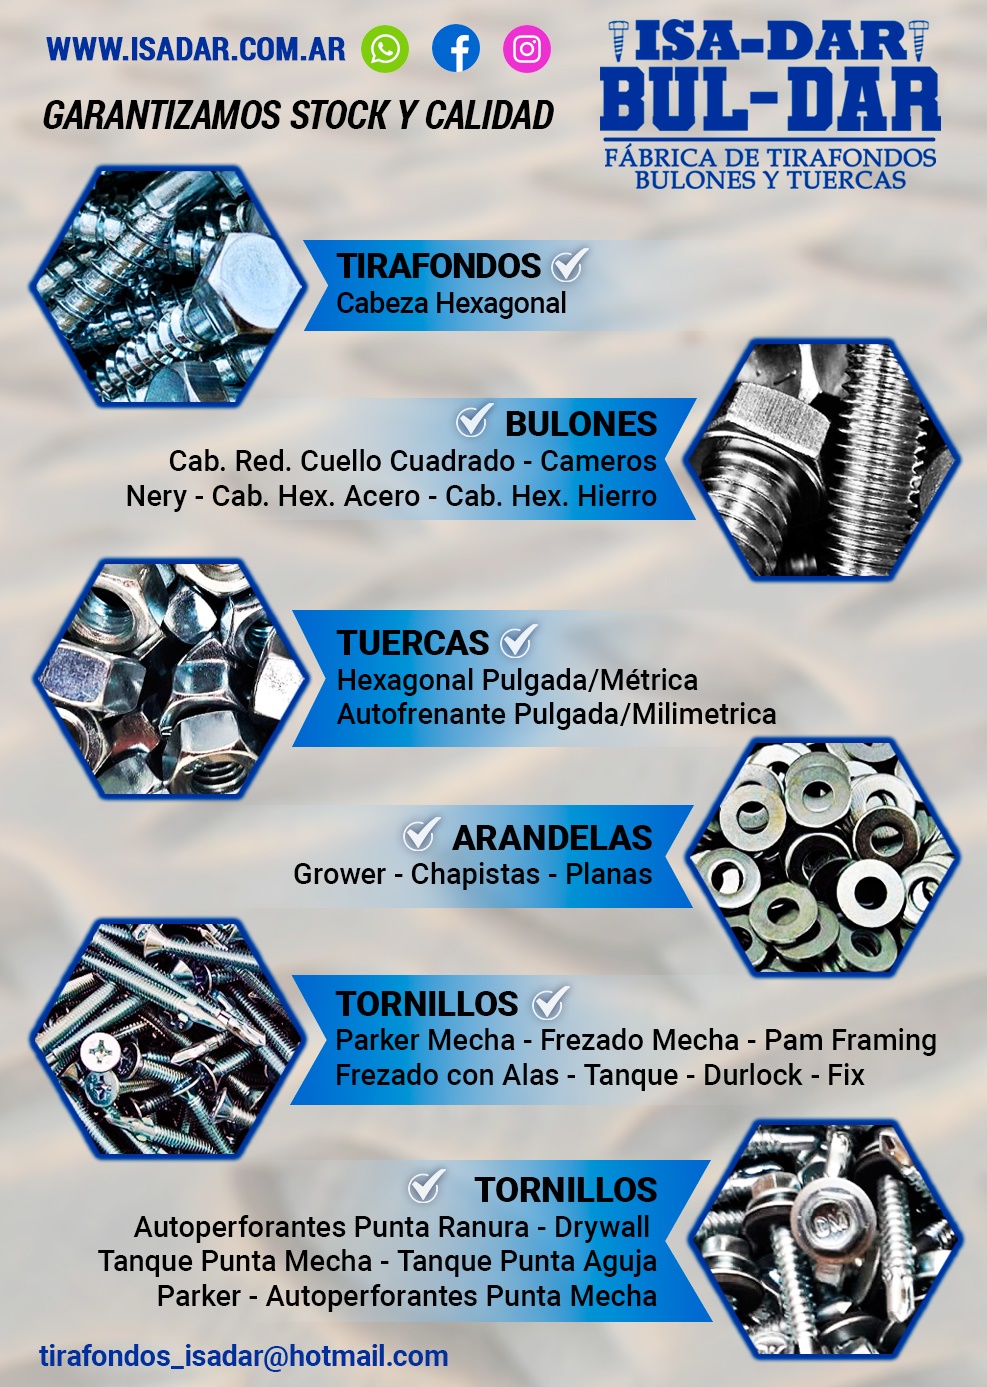 WWW.ISADAR.COM.AR
ISA-DAR
BUL-DAR
FÁBRICA DE TIRAFONDOS
BULONES Y TUERCAS
GARANTIZAMOS STOCK Y CALIDAD
TIRAFONDOS
Cabeza Hexagonal
BULONES
Cab. Red. Cuello Cuadrado - Cameros
Nery - Cab. Hex. Acero - Cab. Hex. Hierro
TUERCAS
Hexagonal Pulgada/Métrica
Autofrenante Pulgada/Milimetrica
ARANDELAS
Grower - Chapistas - Planas
TORNILLOS
Parker Mecha - Frezado Mecha - Pam Framing
Frezado con Alas - Tanque - Durlock - Fix
TORNILLOS
Autoperforantes Punta Ranura - Drywall
Tanque Punta Mecha - Tanque Punta Aguja
Parker - Autoperforantes Punta Mecha
tirafondos_isadar@hotmail.com